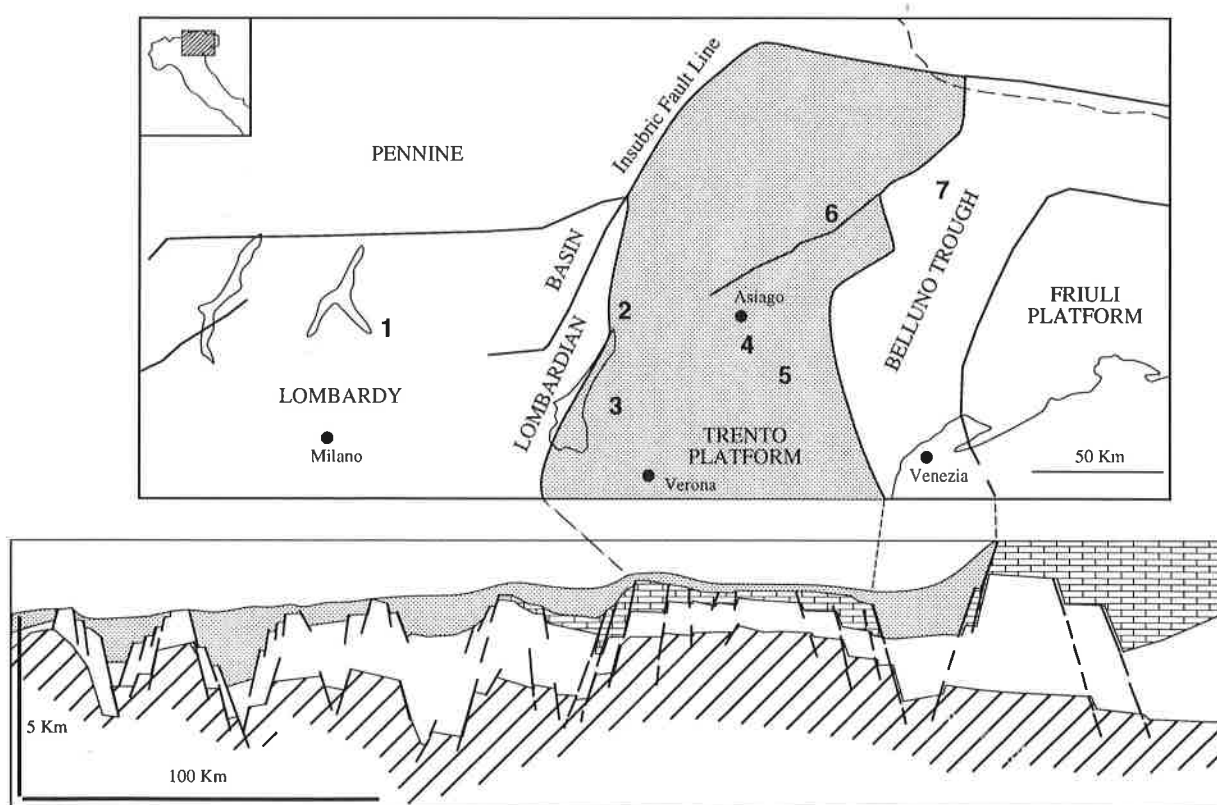 PENNINE
Insubric Fault Line
7
6
BASIN
BELLUNO TROUGH
Asiago
FRIULI
PLATFORM
2
1
4
LOMBARDIAN
5
LOMBARDY
3
TRENTO
PLATFORM
Milano
50 Km
Venezia
Verona
5 Km
100 Km